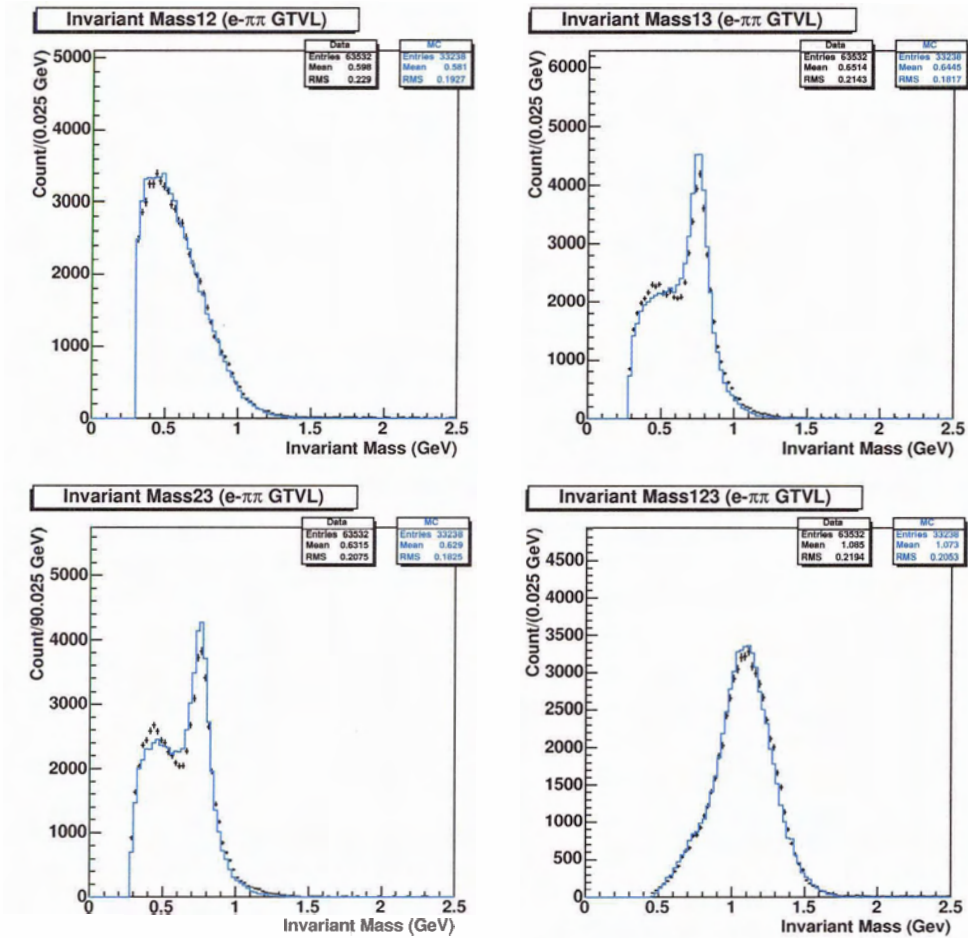 Invariant Mass12 (e-ππ GTVL)
Data
Entries 63532
Mean 0.598
RMS 0.229
MC
Entries 33238
Mean 0.581
RMS 0.1927
Count/(0.025 GeV)
5000
4000
3000
2000
1000
0
0 0.5 1 1.5 2 2.5
Invariant Mass (GeV)
Invariant Mass13 (e-ππ GTVL)
Data
Entries 63532
Mean 0.6514
RMS 0.2143
MC
Entries 33238
Mean 0.6445
RMS 0.1817
Count/(0.025 GeV)
6000
5000
4000
3000
2000
1000
0
0 0.5 1 1.5 2 2.5
Invariant Mass (GeV)
Invariant Mass23 (e-ππ GTVL)
Data
Entries 63532
Mean 0.6315
RMS 0.2075
MC
Entries 33238
Mean 0.629
RMS 0.1825
Count/90.025 GeV)
5000
4000
3000
2000
1000
0
0 0.5 1 1.5 2 2.5
Invariant Mass (GeV)
Invariant Mass123 (e-ππ GTVL)
Data
Entries 63532
Mean 1.085
RMS 0.2194
MC
Entries 33238
Mean 1.073
RMS 0.2053
Count/(0.025 GeV)
4500
4000
3500
3000
2500
2000
1500
1000
500
0
0 0.5 1 1.5 2 2.5
Invariant Mass (Gev)